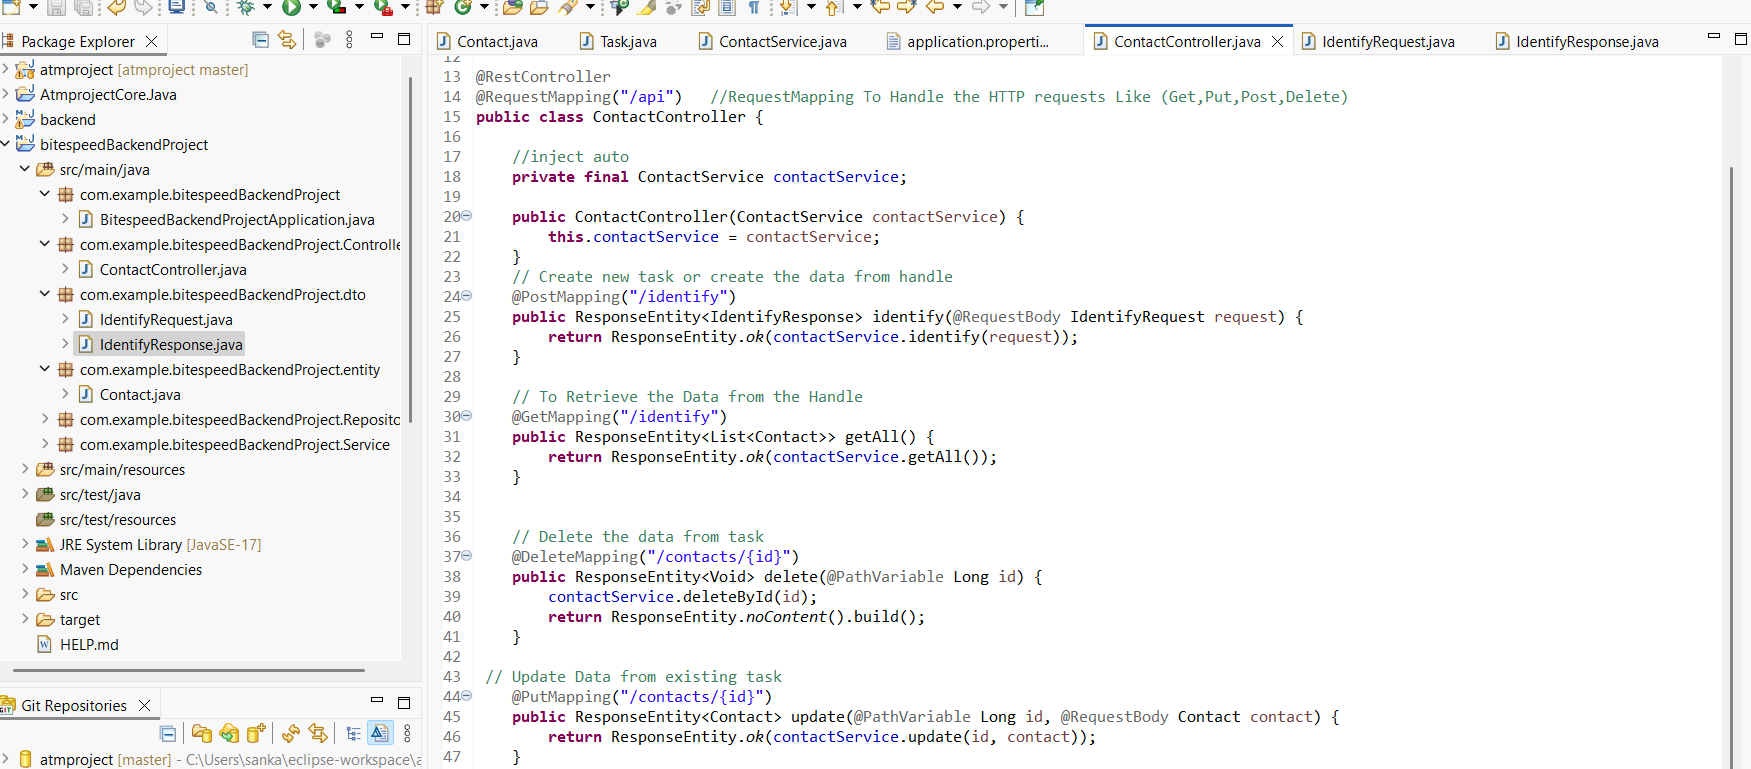 Package Explorer
atmproject [atmproject master]
AtmprojectCore.Java
backend
bitespeedBackendProject
src/main/java
com.example.bitespeedBackendProject
BitespeedBackendProjectApplication.java
com.example.bitespeedBackendProject.Controlle
ContactController.java
com.example.bitespeedBackendProject.dto
IdentifyRequest.java
IdentifyResponse.java
com.example.bitespeedBackendProject.entity
Contact.java
com.example.bitespeedBackendProject.Reposito
com.example.bitespeedBackendProject.Service
src/main/resources
src/test/java
src/test/resources
JRE System Library [JavaSE-17]
Maven Dependencies
src
target
HELP.md
Git Repositories
atmproject [master] - C:\Users\sanka\eclipse-workspace\a
Contact.java Task.java ContactService.java application.properti... ContactController.java IdentifyRequest.java IdentifyResponse.java
12
13 @RestController
14 @RequestMapping("/api")   //RequestMapping To Handle the HTTP requests Like (Get,Put,Post,Delete)
15 public class ContactController {
16
17     //inject auto
18     private final ContactService contactService;
19
20     public ContactController(ContactService contactService) {
21         this.contactService = contactService;
22     }
23     // Create new task or create the data from handle
24     @PostMapping("/identify")
25     public ResponseEntity<IdentifyResponse> identify(@RequestBody IdentifyRequest request) {
26         return ResponseEntity.ok(contactService.identify(request));
27     }
28
29     // To Retrieve the Data from the Handle
30     @GetMapping("/identify")
31     public ResponseEntity<List<Contact>> getAll() {
32         return ResponseEntity.ok(contactService.getAll());
33     }
34
35
36     // Delete the data from task
37     @DeleteMapping("/contacts/{id}")
38     public ResponseEntity<Void> delete(@PathVariable Long id) {
39         contactService.deleteById(id);
40         return ResponseEntity.noContent().build();
41     }
42
43  // Update Data from existing task
44     @PutMapping("/contacts/{id}")
45     public ResponseEntity<Contact> update(@PathVariable Long id, @RequestBody Contact contact) {
46         return ResponseEntity.ok(contactService.update(id, contact));
47     }